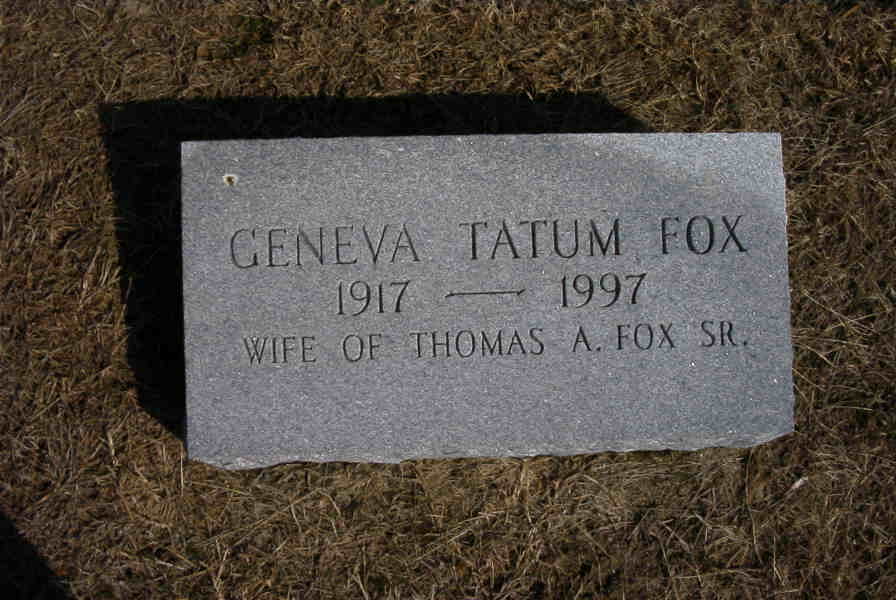 GENEVA TATUM FOX
1917 — 1997
WIFE OF THOMAS A. FOX SR.